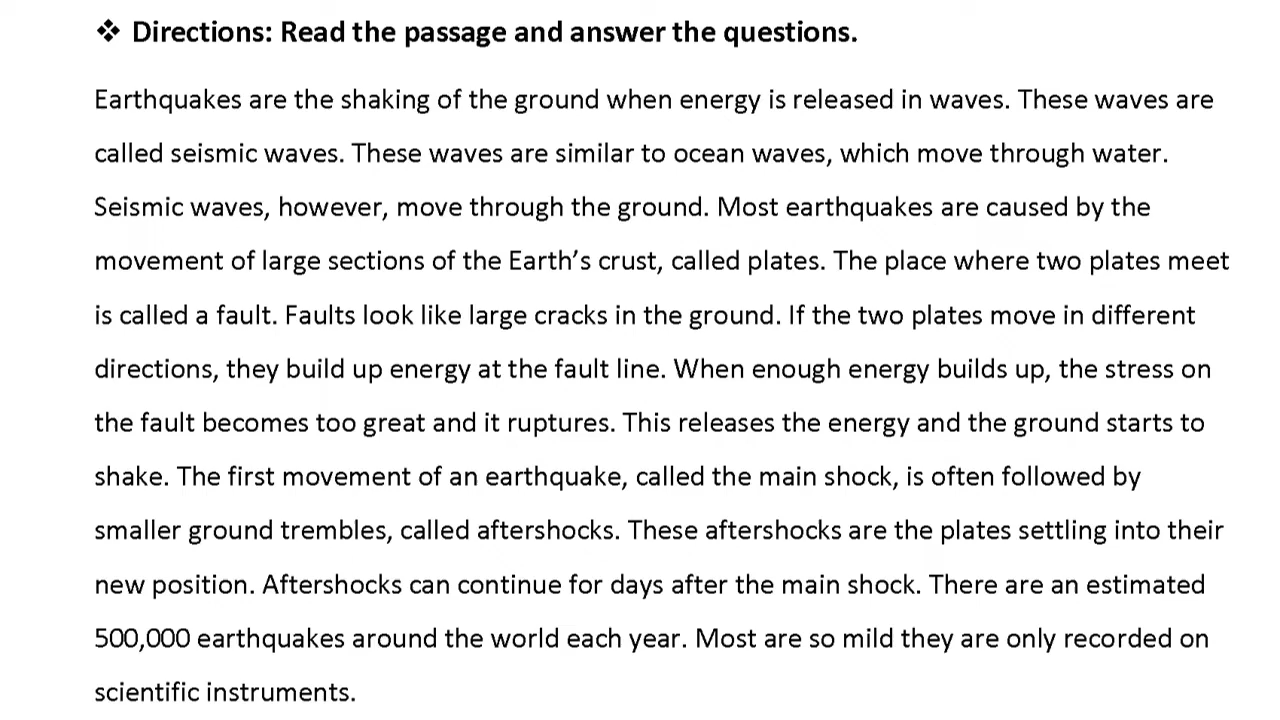 ❖ Directions: Read the passage and answer the questions.
Earthquakes are the shaking of the ground when energy is released in waves. These waves are
called seismic waves. These waves are similar to ocean waves, which move through water.
Seismic waves, however, move through the ground. Most earthquakes are caused by the
movement of large sections of the Earth’s crust, called plates. The place where two plates meet
is called a fault. Faults look like large cracks in the ground. If the two plates move in different
directions, they build up energy at the fault line. When enough energy builds up, the stress on
the fault becomes too great and it ruptures. This releases the energy and the ground starts to
shake. The first movement of an earthquake, called the main shock, is often followed by
smaller ground trembles, called aftershocks. These aftershocks are the plates settling into their
new position. Aftershocks can continue for days after the main shock. There are an estimated
500,000 earthquakes around the world each year. Most are so mild they are only recorded on
scientific instruments.